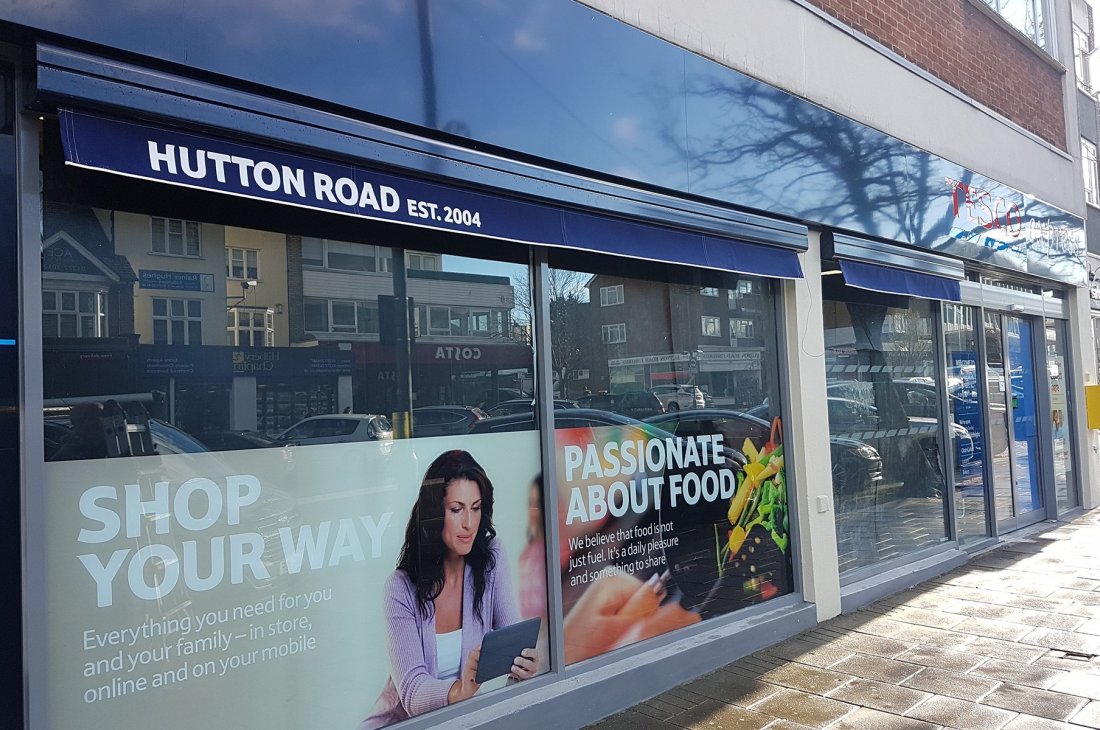 HUTTON ROAD EST. 2004
TESCO
COSTA
SHOP
YOUR WAY
Everything you need for you
and your family – in store,
online and on your mobile
PASSIONATE
ABOUT FOOD
We believe that food is not
just fuel. It's a daily pleasure
and something to share